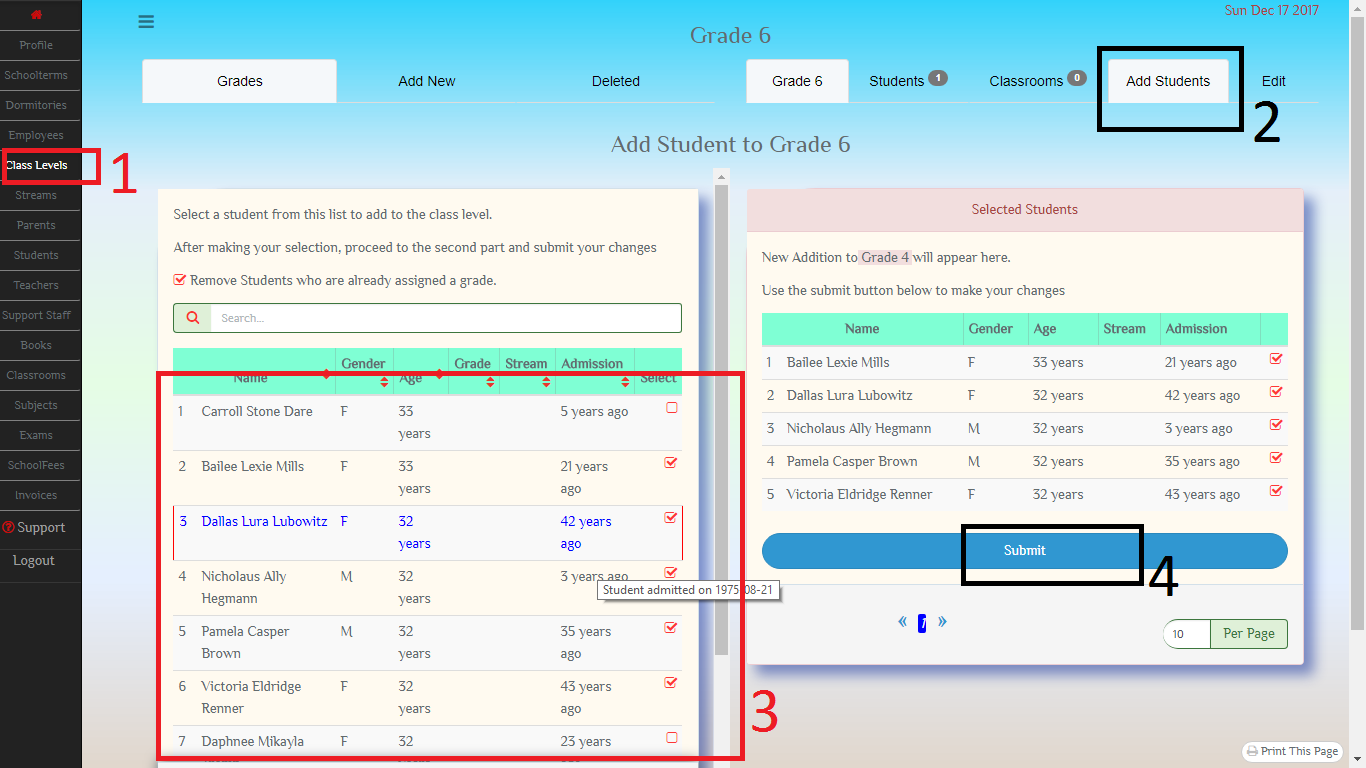 Sun Dec 17 2017
Grade 6
Profile
Schoolterms
Dormitories
Employees
Class Levels
Streams
Parents
Students
Teachers
Support Staff
Books
Classrooms
Subjects
Exams
SchoolFees
Invoices
Support
Logout
1
Grades Add New Deleted
Grade 6 Students 1 Classrooms 0 Add Students Edit
2
Add Student to Grade 6
Select a student from this list to add to the class level.
After making your selection, proceed to the second part and submit your changes
Remove Students who are already assigned a grade.
Search...
Name Gender Age Grade Stream Admission Select
1 Carroll Stone Dare F 33 5 years ago
years
2 Bailee Lexie Mills F 33 21 years
years ago
3 Dallas Lura Lubowitz F 32 42 years
years ago
4 Nicholaus Ally M 32 3 years ago
Hegmann years
Student admitted on 1975-08-21
5 Pamela Casper M 32 35 years
Brown years ago
6 Victoria Eldridge F 32 43 years
Renner years ago
7 Daphnee Mikayla F 32 23 years
3
Selected Students
New Addition to Grade 4 will appear here.
Use the submit button below to make your changes
Name Gender Age Stream Admission
1 Bailee Lexie Mills F 33 years 21 years ago
2 Dallas Lura Lubowitz F 32 years 42 years ago
3 Nicholaus Ally Hegmann M 32 years 3 years ago
4 Pamela Casper Brown M 32 years 35 years ago
5 Victoria Eldridge Renner F 32 years 43 years ago
Submit
4
« 1 »
10 Per Page
Print This Page